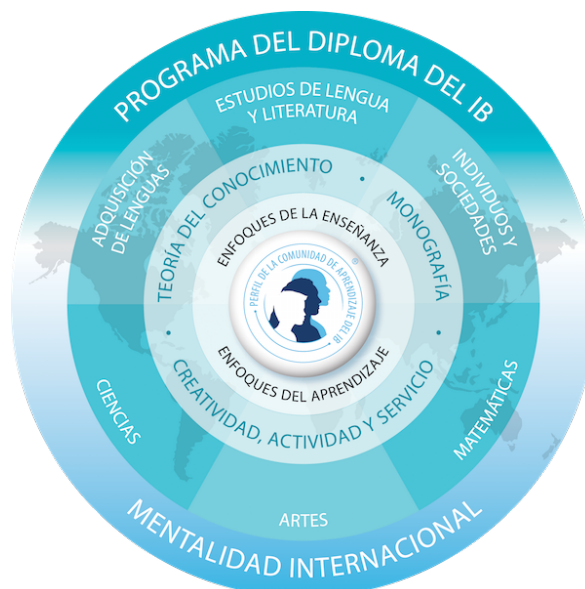 PROGRAMA DEL DIPLOMA DEL IB
ESTUDIOS DE LENGUA
Y LITERATURA
ADQUISICIÓN
DE LENGUAS
INDIVIDUOS Y
SOCIEDADES
TEORÍA DEL CONOCIMIENTO
•
MONOGRAFÍA
•
ENFOQUES DE LA ENSEÑANZA
PERFIL DE LA COMUNIDAD DE APRENDIZAJE DEL IB
®
ENFOQUES DEL APRENDIZAJE
CREATIVIDAD, ACTIVIDAD Y SERVICIO
•
CIENCIAS
MATEMÁTICAS
ARTES
MENTALIDAD INTERNACIONAL